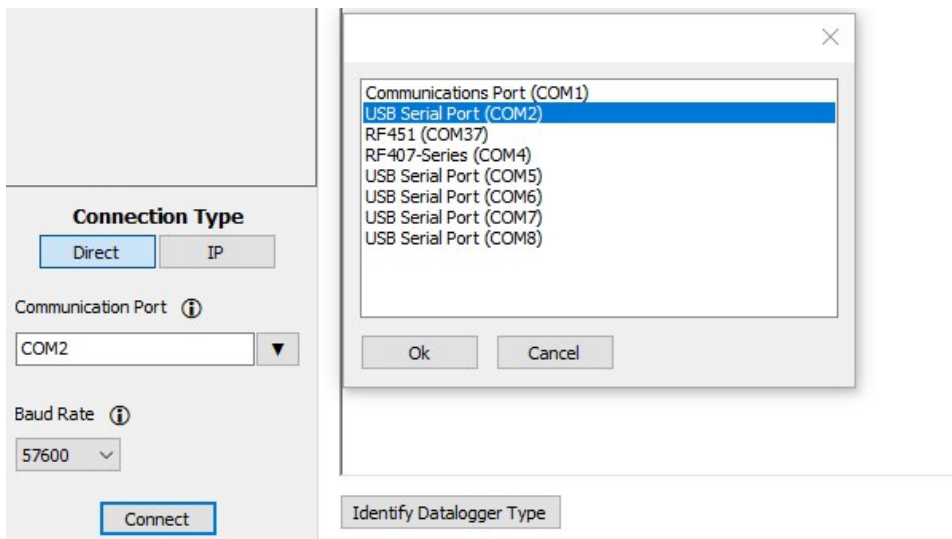 Connection Type
Direct IP
Communication Port
COM2
Baud Rate
57600
Connect
Communications Port (COM1)
USB Serial Port (COM2)
RF451 (COM37)
RF407-Series (COM4)
USB Serial Port (COM5)
USB Serial Port (COM6)
USB Serial Port (COM7)
USB Serial Port (COM8)
Ok Cancel
Identify Datalogger Type